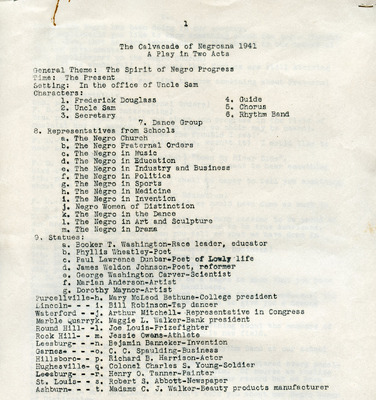 1
The Calvacade of Negroana 1941
A Play in Two Acts
General Theme: The Spirit of Negro Progress
Time: The Present
Setting: In the office of Uncle Sam
Characters:
1. Frederick Douglass 4. Guide
2. Uncle Sam 5. Chorus
3. Secretary 6. Rhythm Band
7. Dance Group
8. Representatives from Schools
a. The Negro Church
b. The Negro Fraternal Orders
c. The Negro in Music
d. The Negro in Education
e. The Negro in Industry and Business
f. The Negro in Politics
g. The Negro in Sports
h. The Negro in Medicine
i. The Negro in Invention
j. Negro Women of Distinction
k. The Negro in the Dance
l. The Negro in Art and Sculpture
m. The Negro in Drama
9. Statues:
a. Booker T. Washington-Race leader, educator
b. Phyllis Wheatley-Poet
c. Paul Lawrence Dunbar-Poet of Lowly life
d. James Weldon Johnson-Poet, reformer
e. George Washington Carver-Scientist
f. Marian Anderson-Artist
g. Dorothy Maynor-Artist
Purcellville-h. Mary McLeod Bethune-College president
Lincoln- - - i. Bill Robinson-Tap dancer
Waterford - -j. Arthur Mitchell- Representative in Congress
Marble Quarryk. Maggie L. Walker-Bank president
Round Hill- -l. Joe Louis-Prizefighter
Rock Hill- - m. Jessie Owens-Athlete
Leesburg- - -n. Bejamin Banneker-Invention
Garnes- - - -o. C. C. Spaulding-Business
Hillsboro- - p. Richard B. Harrison-Actor
Hughesville- q. Colonel Charles S. Young-Soldier
Leesburg- - -r. Henry O. Tanner-Painter
St. Louis- - s. Robert S. Abbott-Newspaper
Ashburn- - - t. Madame C. J. Walker-Beauty products manufacturer